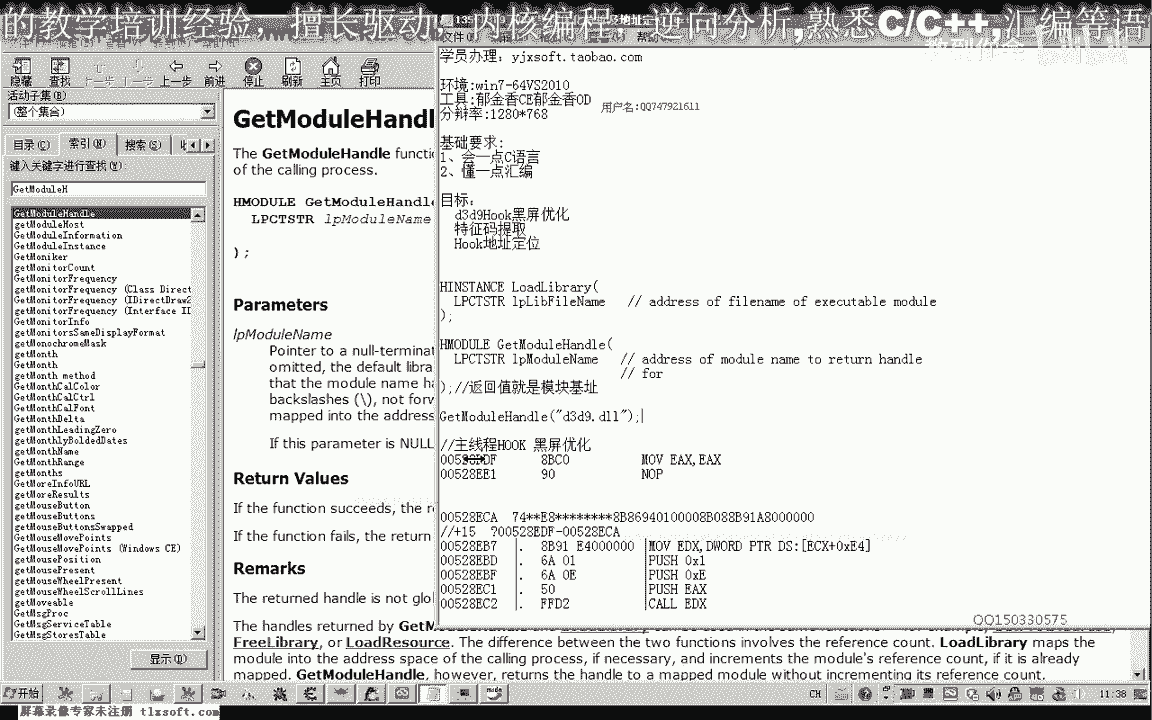 的教学培训经验，擅长驱动、内核编程、逆向分析,熟悉C/C++,汇编等语
隐藏 查找 上一步 下一步 上一步 前进 停止 刷新 主页 打印
活动子集(B)
(整个集合)
目录(C) 索引(N) 搜索(S)
键入关键字进行查找(W):
GetModuleH
GetModuleHandle
getModuleHost
GetModuleInformation
GetModuleInstance
GetMoniker
getMonitorCount
getMonitorFrequency
getMonitorFrequency (Class Direct
getMonitorFrequency (IDirectDraw2
getMonitorFrequency (Interface ID
GetMonitorInfo
getMonitorsSameDisplayFormat
getMonochromeMask
getMonth
GetMonth
getMonth method
GetMonthCalColor
GetMonthCalCtrl
GetMonthCalFont
GetMonthDelta
getMonthLeadingZero
getMonthlyBoldedDates
getMonthName
GetMonthRange
getMonths
GetMoreInfoURL
getMoreResults
getMouseButton
getMouseButtons
getMouseButtonsSwapped
GetMouseMovePoints
GetMouseMovePoints (Windows CE)
getMousePosition
getMousePresent
getMouseWheelPresent
getMouseWheelScrollLines
getMoveable
GetMsgProc
GetMsgServiceTable
GetMsgStoresTable
显示(D)
GetModuleHandl
The GetModuleHandle functi
of the calling process.
HMODULE GetModuleHandle
LPCTSTR lpModuleName
);
Parameters
lpModuleName
Pointer to a null-terminat
omitted, the default libra
that the module name ha
backslashes (\), not forw
mapped into the address
If this parameter is NULL
Return Values
If the function succeeds, the r
If the function fails, the return
Remarks
The returned handle is not glo
The handles returned by GetM
FreeLibrary, or LoadResource. The difference between the two functions involves the reference count. LoadLibrary maps the
module into the address space of the calling process, if necessary, and increments the module's reference count, if it is already
mapped. GetModuleHandle, however, returns the handle to a mapped module without incrementing its reference count.
学员办理：yjxsoft.taobao.com
环境:win7-64VS2010
工具:郁金香CE郁金香OD
用户名:QQ747921611
分辩率:1280*768
基础要求:
1、会一点C语言
2、懂一点汇编
目标:
d3d9Hook黑屏优化
特征码提取
Hook地址定位
HINSTANCE LoadLibrary(
LPCTSTR lpLibFileName // address of filename of executable module
);
HMODULE GetModuleHandle(
LPCTSTR lpModuleName // address of module name to return handle
// for
);//返回值就是模块基址
GetModuleHandle("d3d9.dll");
//主线程HOOK 黑屏优化
00528EDF 8BC0 MOV EAX,EAX
00528EE1 90 NOP
00528ECA 74**E8********8B86940100008B088B91A8000000
//+15 ?00528EDF-00528ECA
00528EB7 |. 8B91 E4000000 |MOV EDX,DWORD PTR DS:[ECX+0xE4]
00528EBD |. 6A 01 |PUSH 0x1
00528EBF |. 6A 0E |PUSH 0xE
00528EC1 |. 50 |PUSH EAX
00528EC2 |. FFD2 |CALL EDX
QQ150330575
开始
CH
11:38
屏幕录像专家未注册 tlxsoft.com